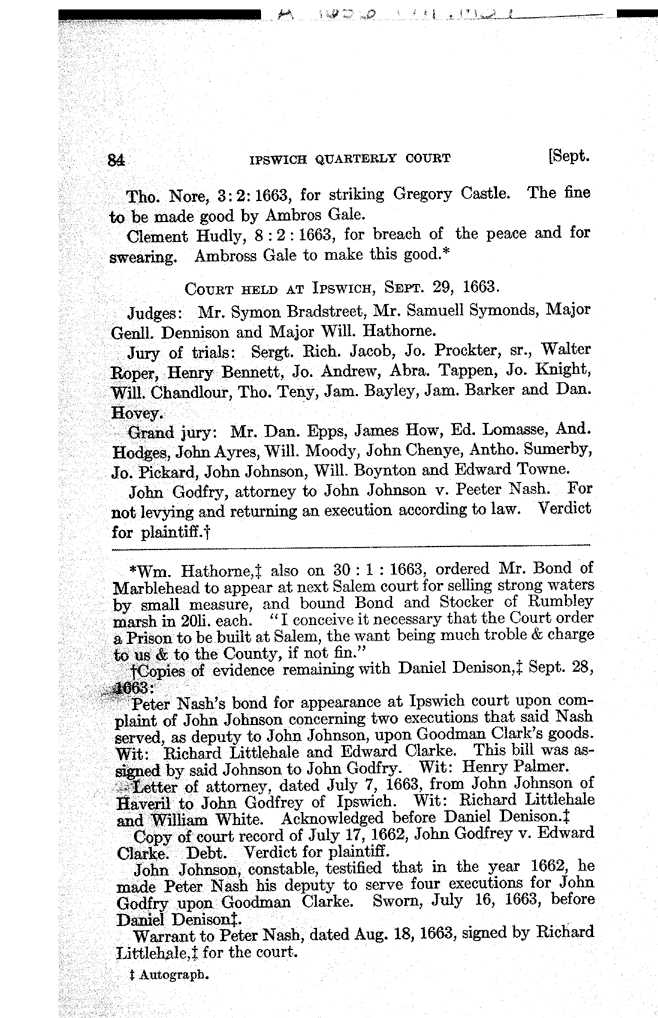 84 IPSWICH QUARTERLY COURT [Sept.
Tho. Nore, 3:2:1663, for striking Gregory Castle. The fine
to be made good by Ambros Gale.
Clement Hudly, 8:2:1663, for breach of the peace and for
swearing. Ambross Gale to make this good.*
COURT HELD AT IPSWICH, SEPT. 29, 1663.
Judges: Mr. Symon Bradstreet, Mr. Samuell Symonds, Major
Genll. Dennison and Major Will. Hathorne.
Jury of trials: Sergt. Rich. Jacob, Jo. Prockter, sr., Walter
Roper, Henry Bennett, Jo. Andrew, Abra. Tappen, Jo. Knight,
Will. Chandlour, Tho. Teny, Jam. Bayley, Jam. Barker and Dan.
Hovey.
Grand jury: Mr. Dan. Epps, James How, Ed. Lomasse, And.
Hodges, John Ayres, Will. Moody, John Chenye, Antho. Sumerby,
Jo. Pickard, John Johnson, Will. Boynton and Edward Towne.
John Godfry, attorney to John Johnson v. Peeter Nash. For
not levying and returning an execution according to law. Verdict
for plaintiff.†
*Wm. Hathorne,‡ also on 30:1:1663, ordered Mr. Bond of
Marblehead to appear at next Salem court for selling strong waters
by small measure, and bound Bond and Stocker of Rumbley
marsh in 20li. each. "I conceive it necessary that the Court order
a Prison to be built at Salem, the want being much troble & charge
to us & to the County, if not fin."
†Copies of evidence remaining with Daniel Denison,‡ Sept. 28,
1663:
Peter Nash's bond for appearance at Ipswich court upon com-
plaint of John Johnson concerning two executions that said Nash
served, as deputy to John Johnson, upon Goodman Clark's goods.
Wit: Richard Littlehale and Edward Clarke. This bill was as-
signed by said Johnson to John Godfry. Wit: Henry Palmer.
Letter of attorney, dated July 7, 1663, from John Johnson of
Haveril to John Godfrey of Ipswich. Wit: Richard Littlehale
and William White. Acknowledged before Daniel Denison.‡
Copy of court record of July 17, 1662, John Godfrey v. Edward
Clarke. Debt. Verdict for plaintiff.
John Johnson, constable, testified that in the year 1662, he
made Peter Nash his deputy to serve four executions for John
Godfry upon Goodman Clarke. Sworn, July 16, 1663, before
Daniel Denison‡.
Warrant to Peter Nash, dated Aug. 18, 1663, signed by Richard
Littlehale,‡ for the court.
‡ Autograph.